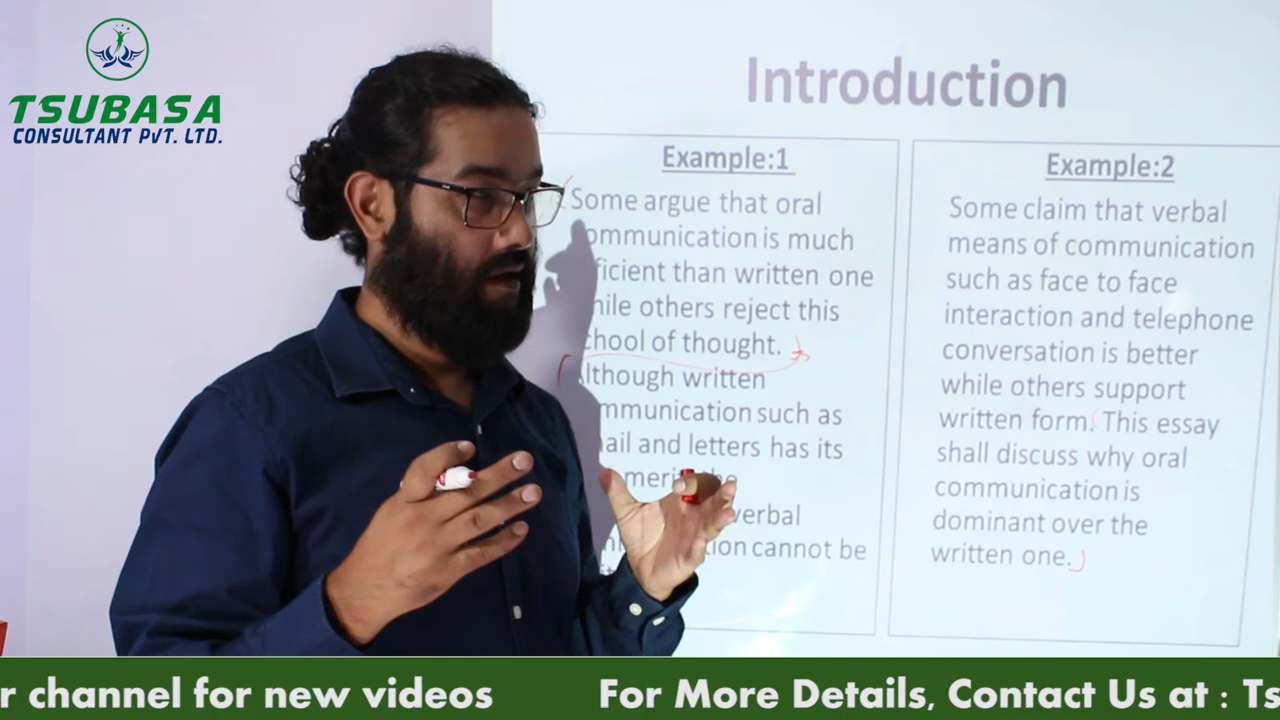 TSUBASA
CONSULTANT PVT. LTD.
Introduction
Example:1
Some argue that oral
ommunication is much
ficient than written one
hile others reject this
chool of thought.
lthough written
mmunication such as
ail and letters has its
meri the
verbal
tion cannot be
Example:2
Some claim that verbal
means of communication
such as face to face
interaction and telephone
conversation is better
while others support
written form. This essay
shall discuss why oral
communication is
dominant over the
written one.
r channel for new videos
For More Details, Contact Us at : Ts